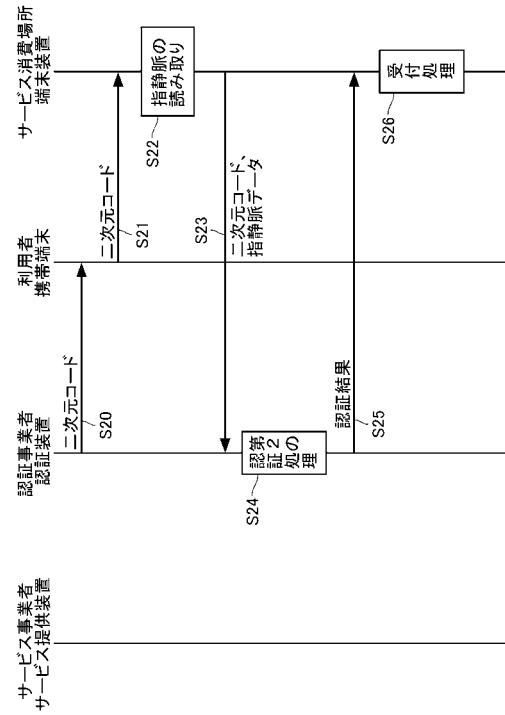 サービス事業者
サービス提供装置
認証事業者
認証装置
利用者
携帯端末
サービス消費場所
端末装置
二次元コード
S20
二次元コード
S21
指静脈の
読み取り
S22
二次元コード、
指静脈データ
S23
第2の
認証処理
S24
認証結果
S25
受付
処理
S26